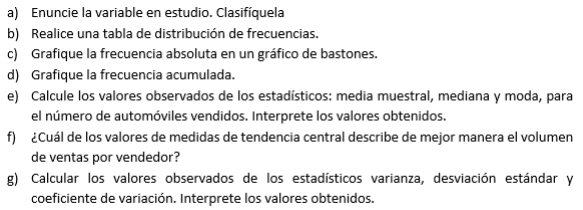 a) Enuncie la variable en estudio. Clasifíquela
b) Realice una tabla de distribución de frecuencias.
c) Grafique la frecuencia absoluta en un gráfico de bastones.
d) Grafique la frecuencia acumulada.
e) Calcule los valores observados de los estadísticos: media muestral, mediana y moda, para
el número de automóviles vendidos. Interprete los valores obtenidos.
f) ¿Cuál de los valores de medidas de tendencia central describe de mejor manera el volumen
de ventas por vendedor?
g) Calcular los valores observados de los estadísticos varianza, desviación estándar y
coeficiente de variación. Interprete los valores obtenidos.